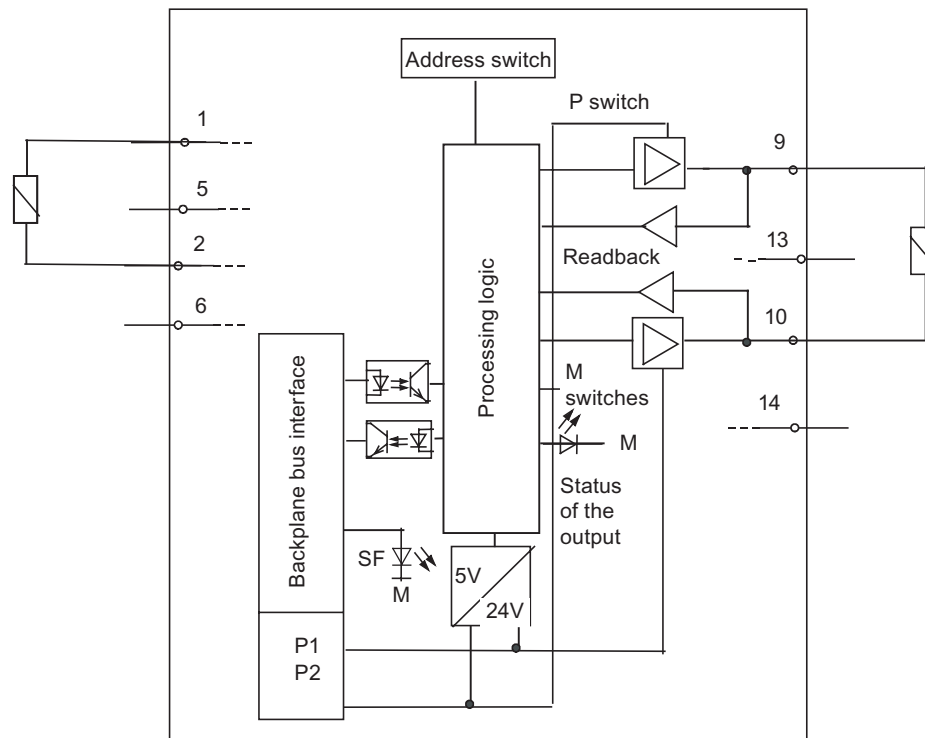 Address switch
P switch
1
9
5
2
13
Readback
6
10
Processing logic
M
switches
14
M
Backplane bus interface
Status
of the
output
SF
M
5V
24V
P1
P2